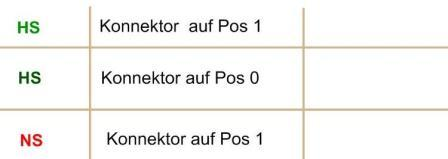 HS Konnektor auf Pos 1
HS Konnektor auf Pos 0
NS Konnektor auf Pos 1